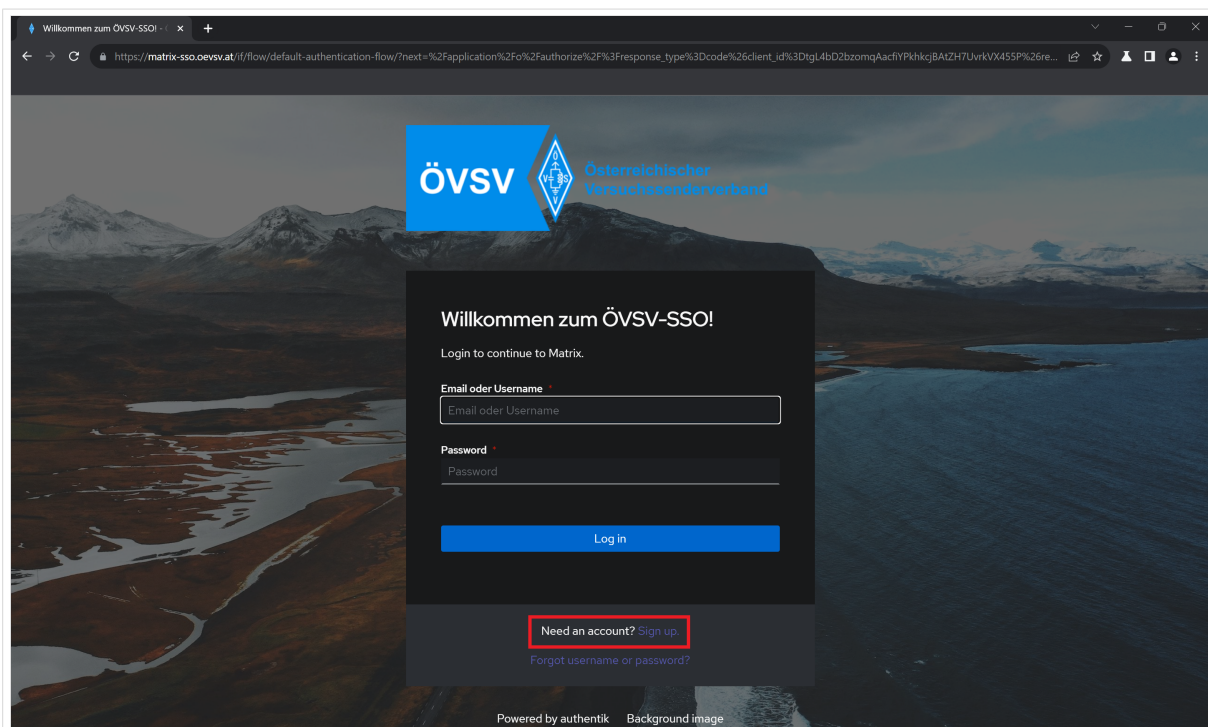 Willkommen zum ÖVSV-SSO! -
https://matrix-sso.oevsv.at/if/flow/default-authentication-flow/?next=%2Fapplication%2Fo%2Fauthorize%2F%3Fresponse_type%3Dcode%26client_id%3DtgL4bD2bzomqAacfiYPkhkcjBAtZH7UvrkVX455P%26re...
ÖVSV
Ö
V S
V
Österreichischer
Versuchssenderverband
Willkommen zum ÖVSV-SSO!
Login to continue to Matrix.
Email oder Username *
Email oder Username
Password *
Password
Log in
Need an account? Sign up.
Forgot username or password?
Powered by authentik Background image